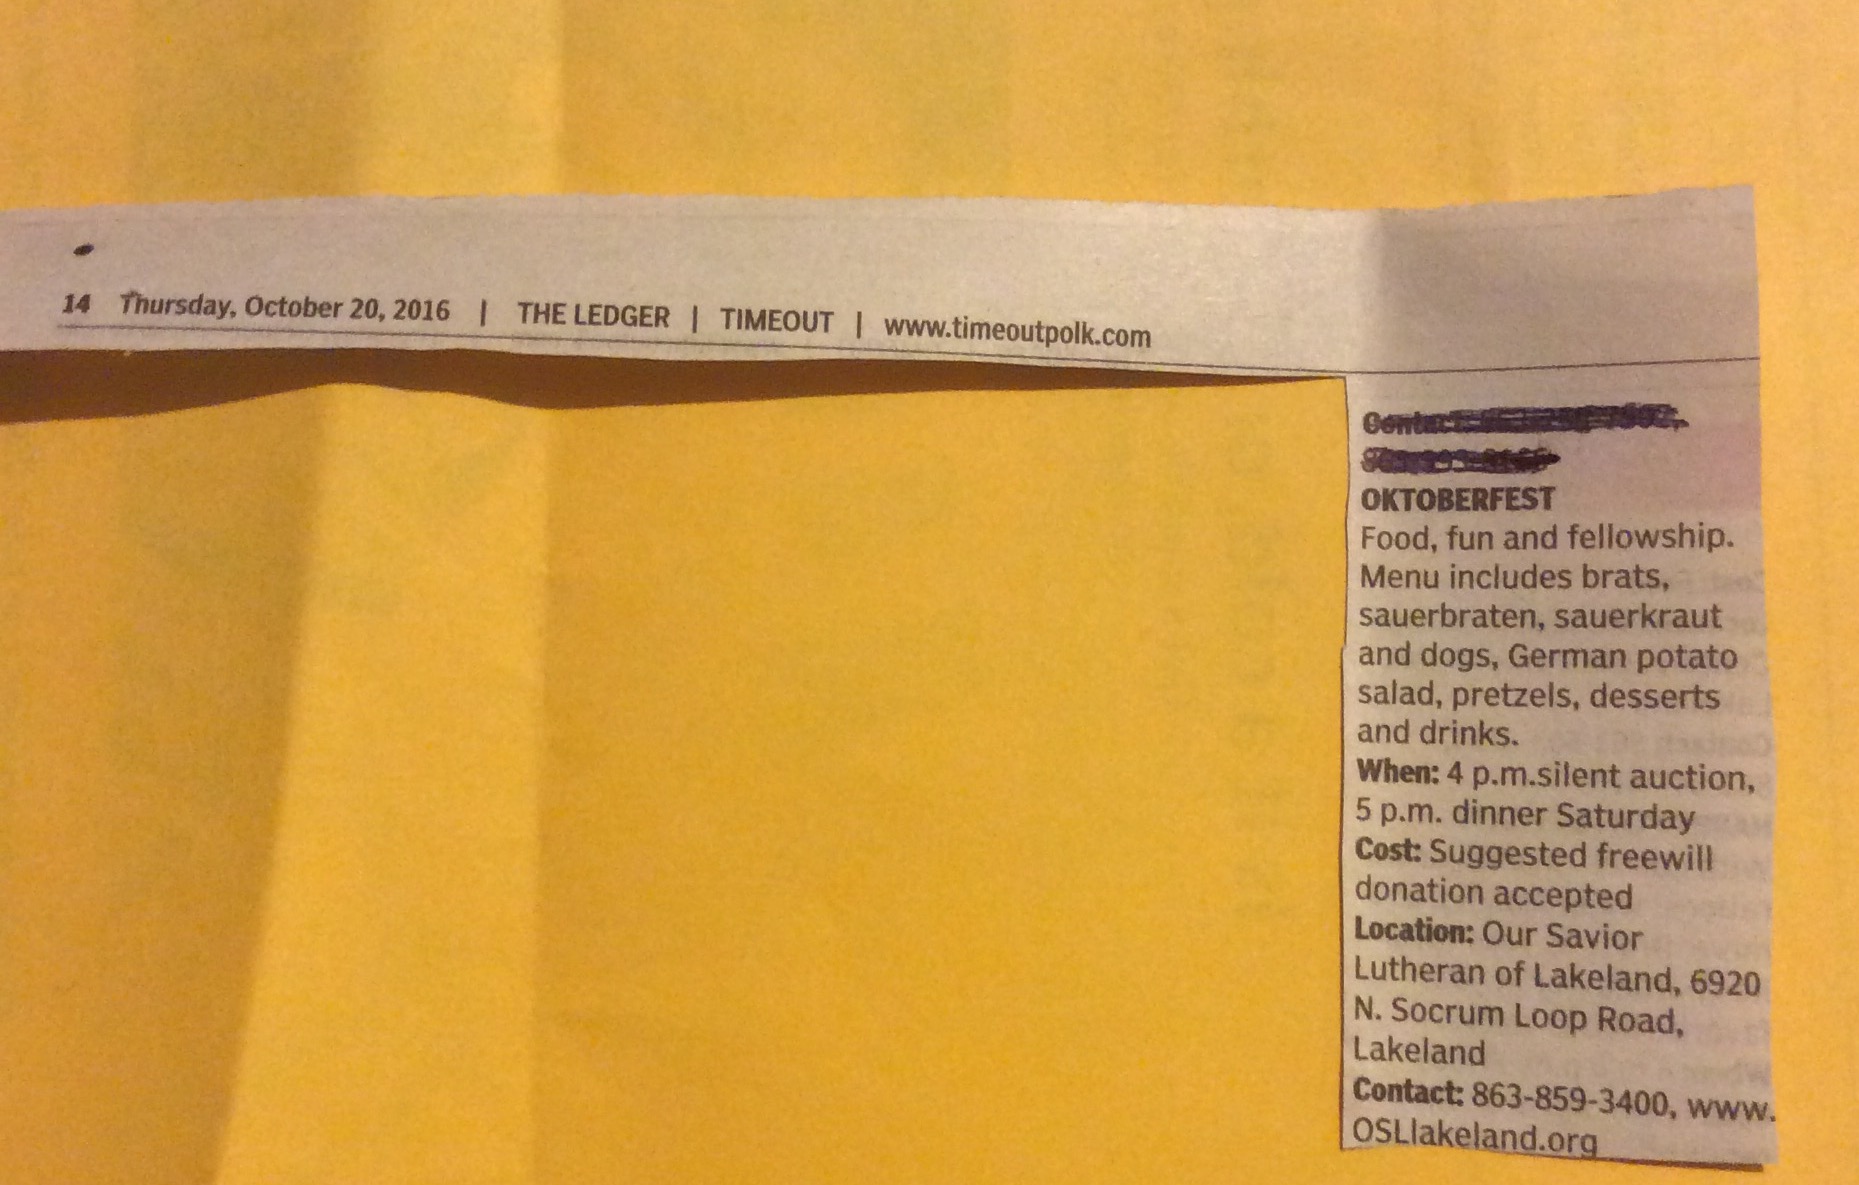 14 Thursday, October 20, 2016 | THE LEDGER | TIMEOUT | www.timeoutpolk.com
Contact:
OKTOBERFEST
Food, fun and fellowship.
Menu includes brats,
sauerbraten, sauerkraut
and dogs, German potato
salad, pretzels, desserts
and drinks.
When: 4 p.m.silent auction,
5 p.m. dinner Saturday
Cost: Suggested freewill
donation accepted
Location: Our Savior
Lutheran of Lakeland, 6920
N. Socrum Loop Road,
Lakeland
Contact: 863-859-3400, www.
OSLlakeland.org